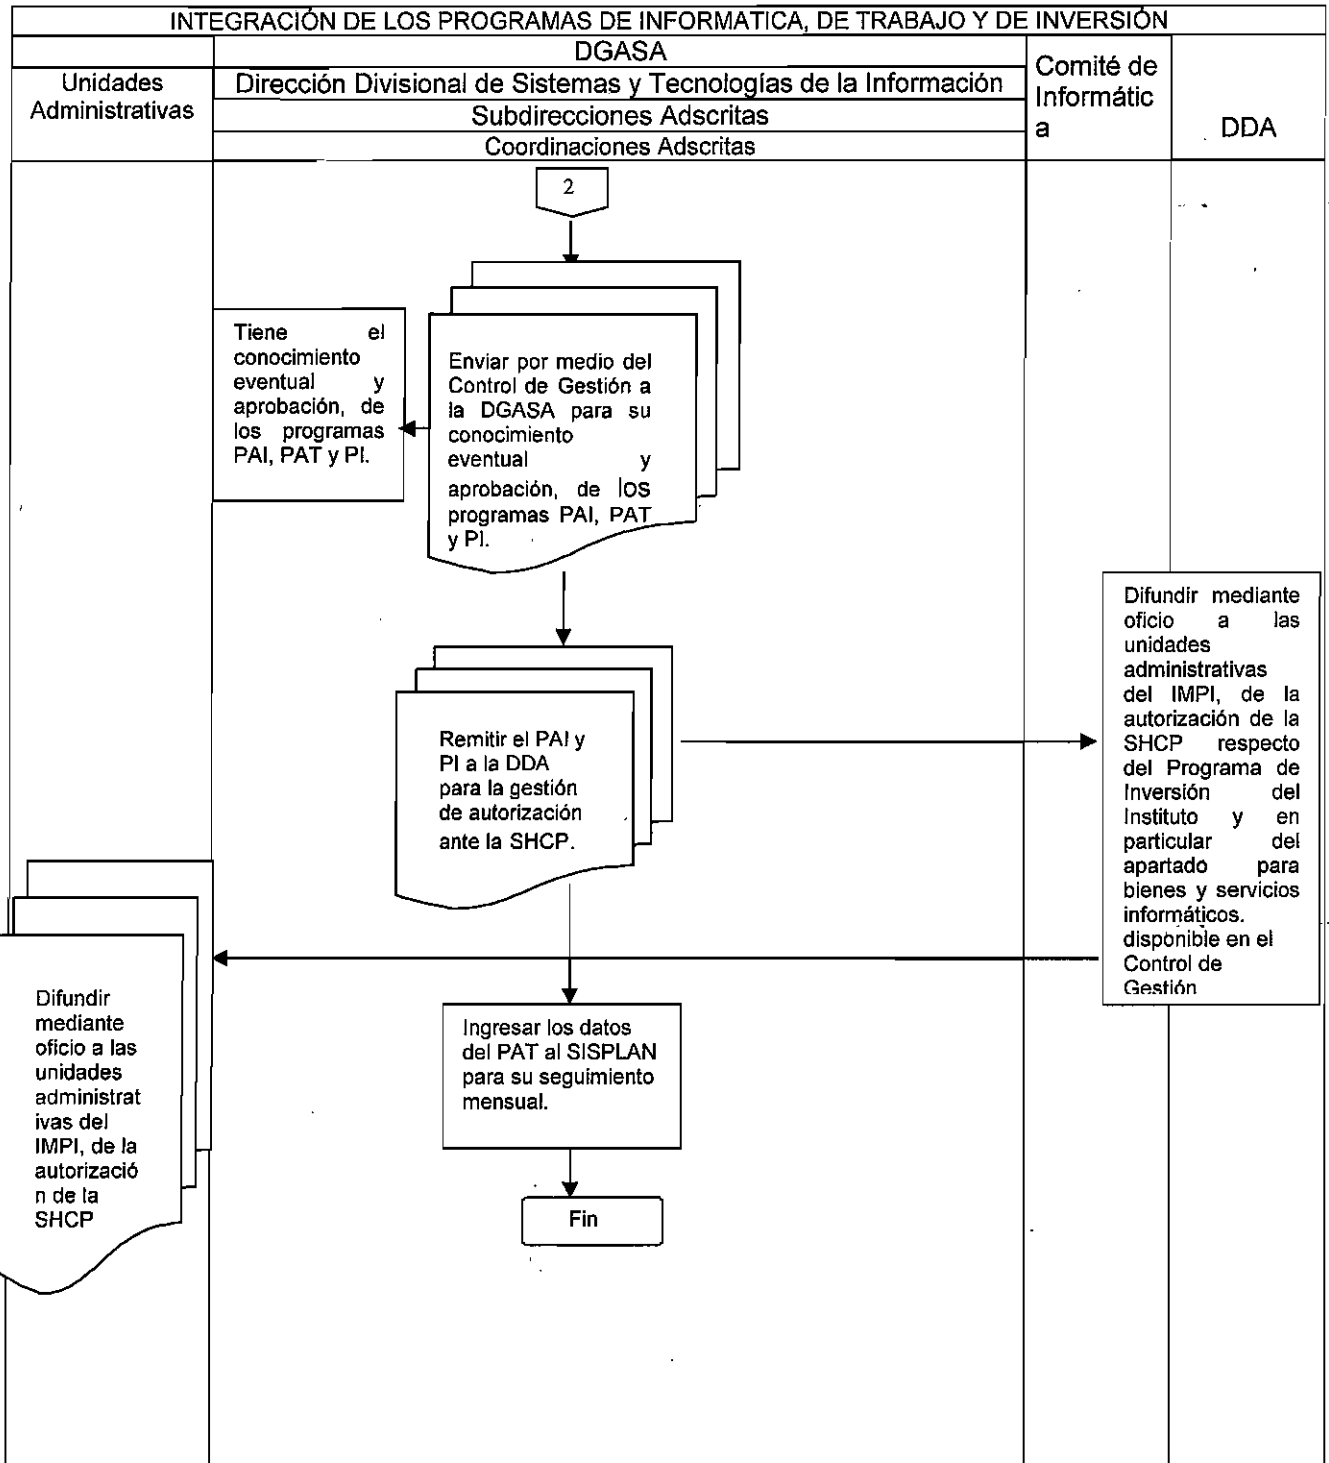 INTEGRACIÓN DE LOS PROGRAMAS DE INFORMATICA, DE TRABAJO Y DE INVERSIÓN
DGASA
Unidades
Administrativas
Dirección Divisional de Sistemas y Tecnologías de la Información
Subdirecciones Adscritas
Coordinaciones Adscritas
Comité de
Informátic
a
DDA
2
Tiene el
conocimiento
eventual y
aprobación, de
los programas
PAI, PAT y PI.
Enviar por medio del
Control de Gestión a
la DGASA para su
conocimiento
eventual y
aprobación, de los
programas PAI, PAT
y PI.
Remitir el PAI y
PI a la DDA
para la gestión
de autorización
ante la SHCP.
Difundir mediante
oficio a las
unidades
administrativas
del IMPI, de la
autorización de la
SHCP respecto
del Programa de
Inversión del
Instituto y en
particular del
apartado para
bienes y servicios
informáticos.
disponible en el
Control de
Gestión
Difundir
mediante
oficio a las
unidades
administrat
ivas del
IMPI, de la
autorizació
n de la
SHCP
Ingresar los datos
del PAT al SISPLAN
para su seguimiento
mensual.
Fin